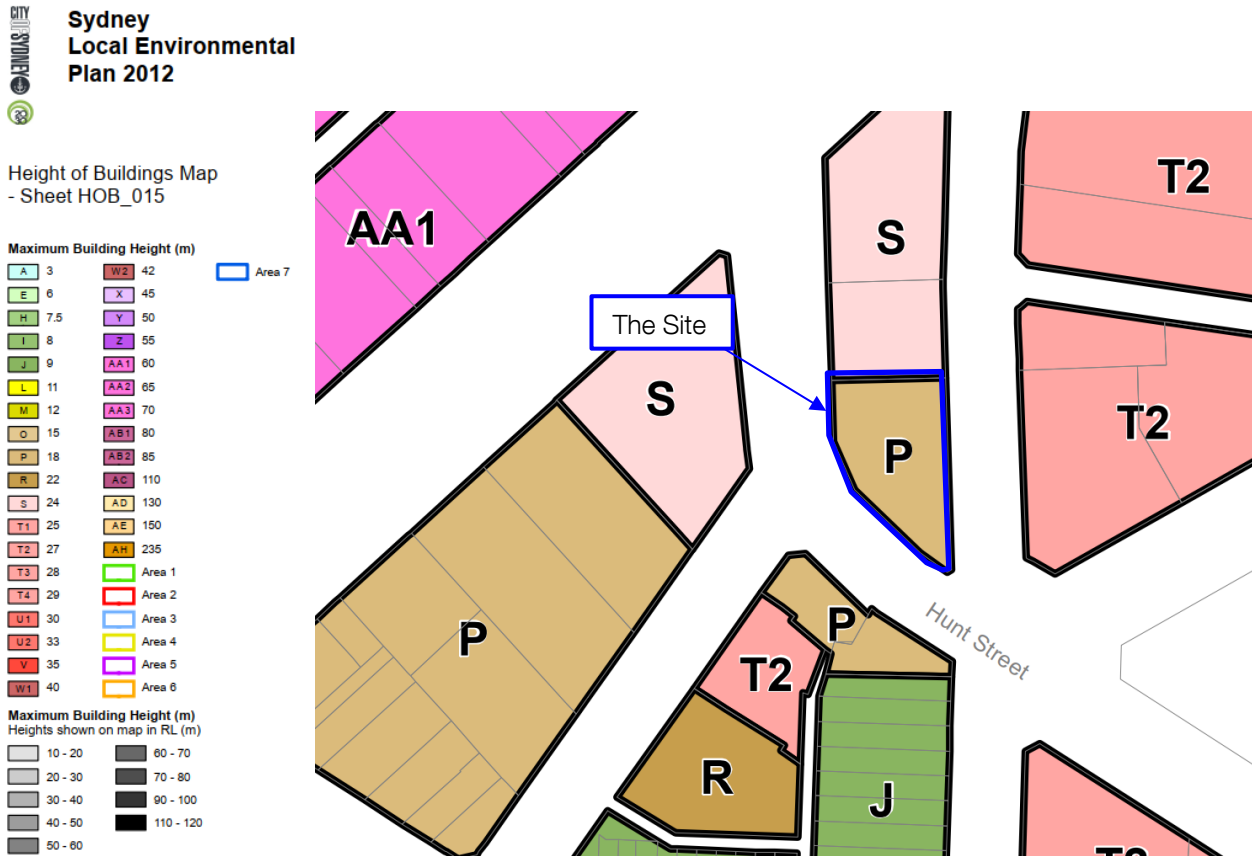 CITY OF SYDNEY
Sydney
Local Environmental
Plan 2012
Height of Buildings Map
- Sheet HOB_015
Maximum Building Height (m)
A 3
E 6
H 7.5
I 8
J 9
L 11
M 12
O 15
P 18
R 22
S 24
T1 25
T2 27
T3 28
T4 29
U1 30
U2 33
V 35
W1 40
W2 42
X 45
Y 50
Z 55
AA1 60
AA2 65
AA3 70
AB1 80
AB2 85
AC 110
AD 130
AE 150
AH 235
Area 1
Area 2
Area 3
Area 4
Area 5
Area 6
Area 7
Maximum Building Height (m)
Heights shown on map in RL (m)
10 - 20
20 - 30
30 - 40
40 - 50
50 - 60
60 - 70
70 - 80
90 - 100
110 - 120
AA1
S
T2
The Site
S
T2
P
P
P
Hunt Street
T2
R
J